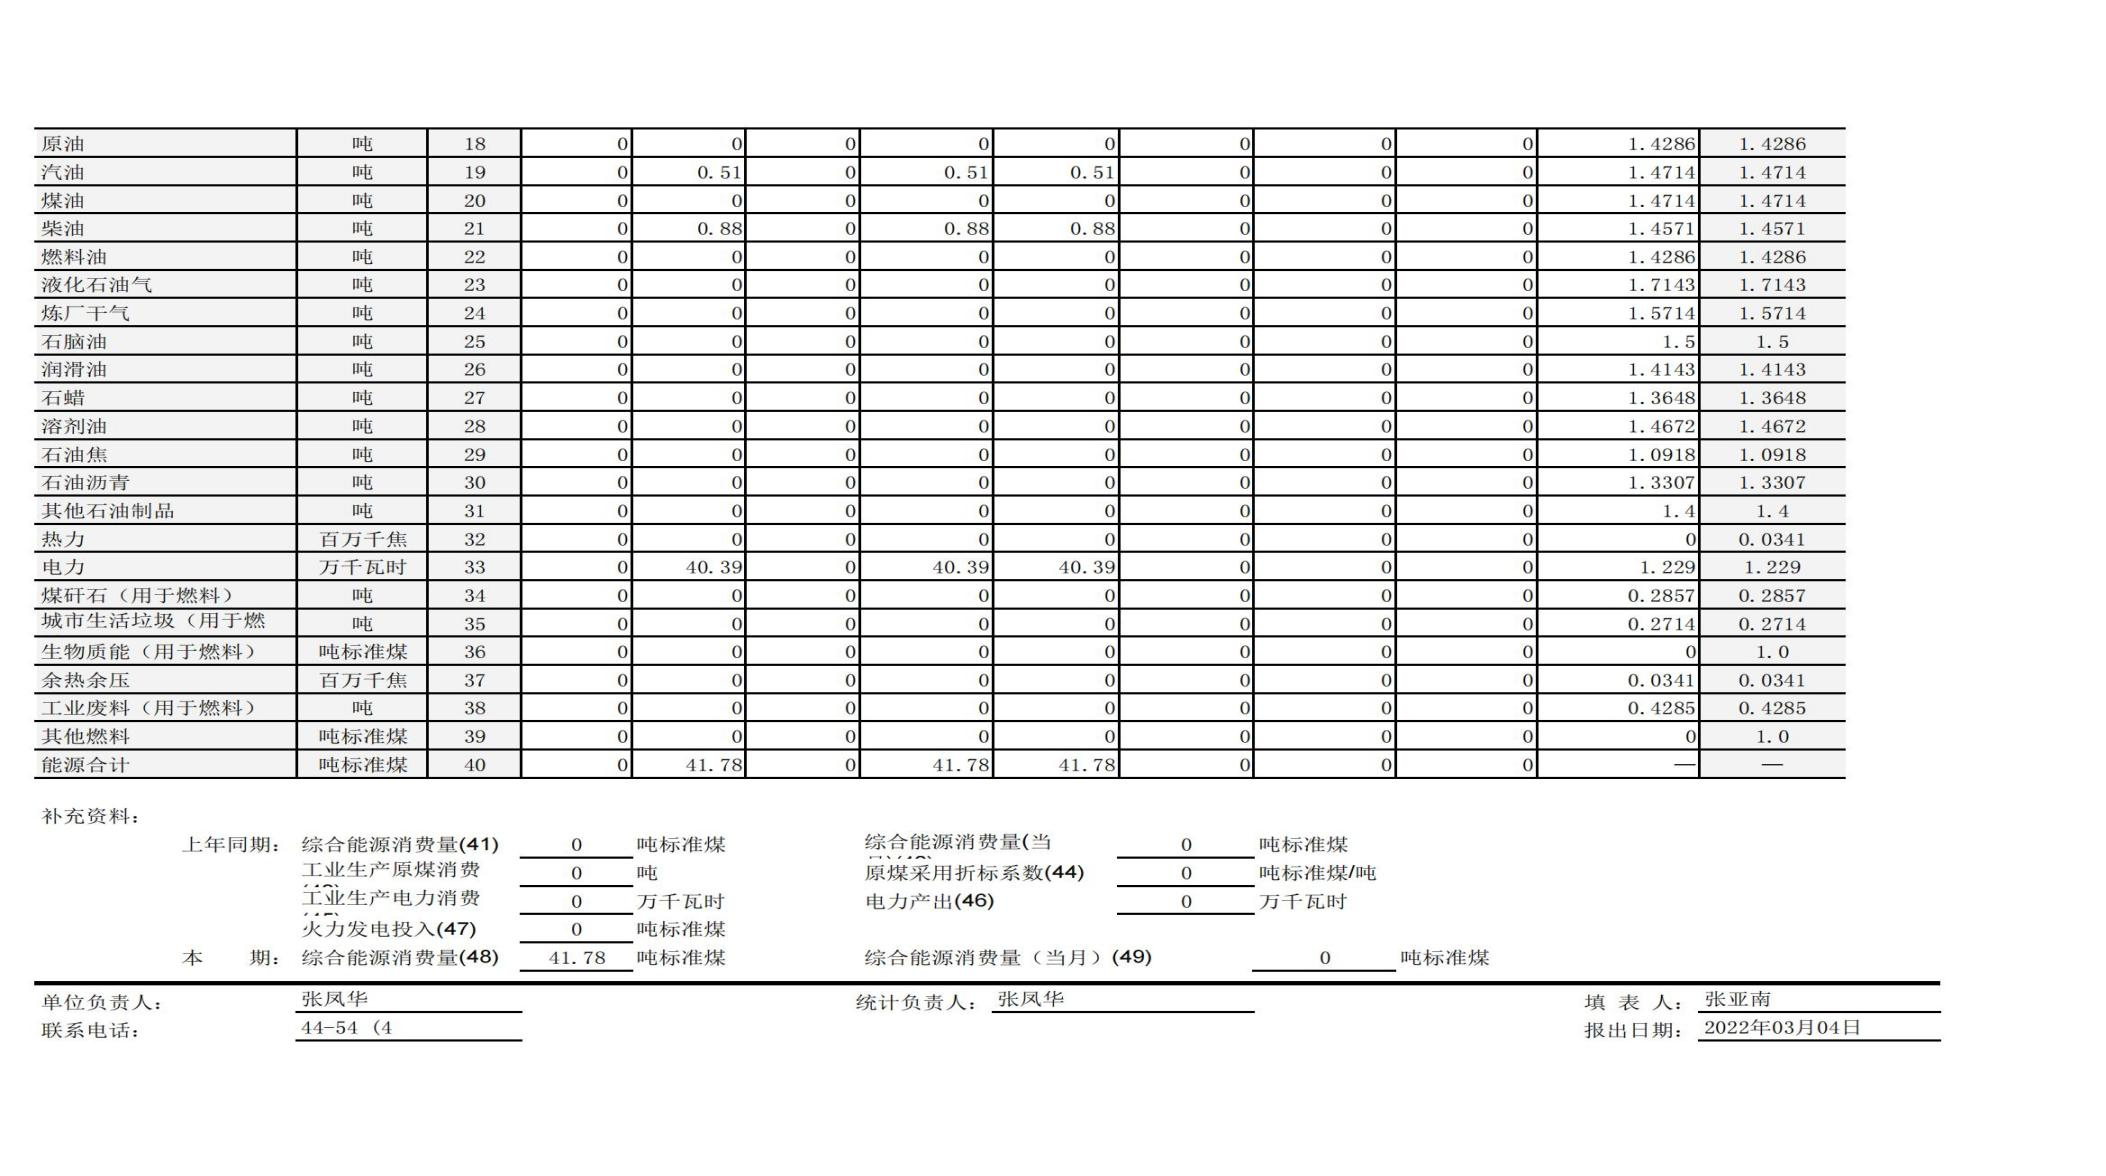 原油 吨 18 0 0 0 0 0 0 0 0 1.4286 1.4286
汽油 吨 19 0 0.51 0 0.51 0.51 0 0 0 1.4714 1.4714
煤油 吨 20 0 0 0 0 0 0 0 0 1.4714 1.4714
柴油 吨 21 0 0.88 0 0.88 0.88 0 0 0 1.4571 1.4571
燃料油 吨 22 0 0 0 0 0 0 0 0 1.4286 1.4286
液化石油气 吨 23 0 0 0 0 0 0 0 0 1.7143 1.7143
炼厂干气 吨 24 0 0 0 0 0 0 0 0 1.5714 1.5714
石脑油 吨 25 0 0 0 0 0 0 0 0 1.5 1.5
润滑油 吨 26 0 0 0 0 0 0 0 0 1.4143 1.4143
石蜡 吨 27 0 0 0 0 0 0 0 0 1.3648 1.3648
溶剂油 吨 28 0 0 0 0 0 0 0 0 1.4672 1.4672
石油焦 吨 29 0 0 0 0 0 0 0 0 1.0918 1.0918
石油沥青 吨 30 0 0 0 0 0 0 0 0 1.3307 1.3307
其他石油制品 吨 31 0 0 0 0 0 0 0 0 1.4 1.4
热力 百万千焦 32 0 0 0 0 0 0 0 0 0 0.0341
电力 万千瓦时 33 0 40.39 0 40.39 40.39 0 0 0 1.229 1.229
煤矸石（用于燃料） 吨 34 0 0 0 0 0 0 0 0 0.2857 0.2857
城市生活垃圾（用于燃 吨 35 0 0 0 0 0 0 0 0 0.2714 0.2714
生物质能（用于燃料） 吨标准煤 36 0 0 0 0 0 0 0 0 0 1.0
余热余压 百万千焦 37 0 0 0 0 0 0 0 0 0.0341 0.0341
工业废料（用于燃料） 吨 38 0 0 0 0 0 0 0 0 0.4285 0.4285
其他燃料 吨标准煤 39 0 0 0 0 0 0 0 0 0 1.0
能源合计 吨标准煤 40 0 41.78 0 41.78 41.78 0 0 0 — —
补充资料：
上年同期： 综合能源消费量(41) 0 吨标准煤 综合能源消费量(当 0 吨标准煤
工业生产原煤消费 0 吨 原煤采用折标系数(44) 0 吨标准煤/吨
工业生产电力消费 0 万千瓦时 电力产出(46) 0 万千瓦时
火力发电投入(47) 0 吨标准煤
本 期： 综合能源消费量(48) 41.78 吨标准煤 综合能源消费量（当月）(49) 0 吨标准煤
单位负责人： 张凤华 统计负责人： 张凤华 填 表 人： 张亚南
联系电话： 44-54（4 报出日期： 2022年03月04日